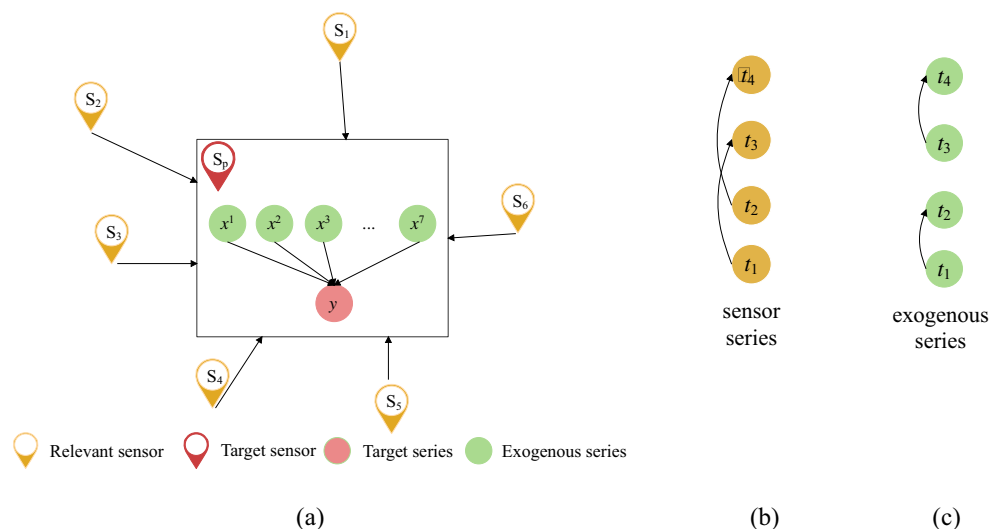 S₁
S₂
Sₚ
S₃
S₆
x¹ x² x³ ... x⁷
y
S₄
S₅
Relevant sensor
Target sensor
Target series
Exogenous series
(a)
t₄
t₃
t₂
t₁
sensor
series
(b)
t₄
t₃
t₂
t₁
exogenous
series
(c)